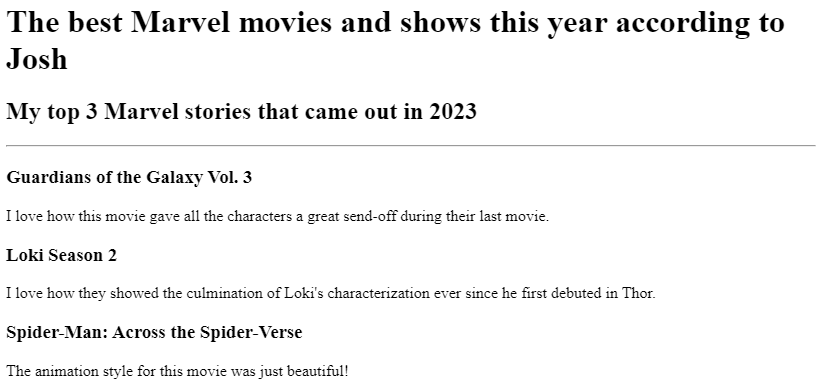 The best Marvel movies and shows this year according to
Josh
My top 3 Marvel stories that came out in 2023
Guardians of the Galaxy Vol. 3
I love how this movie gave all the characters a great send-off during their last movie.
Loki Season 2
I love how they showed the culmination of Loki's characterization ever since he first debuted in Thor.
Spider-Man: Across the Spider-Verse
The animation style for this movie was just beautiful!